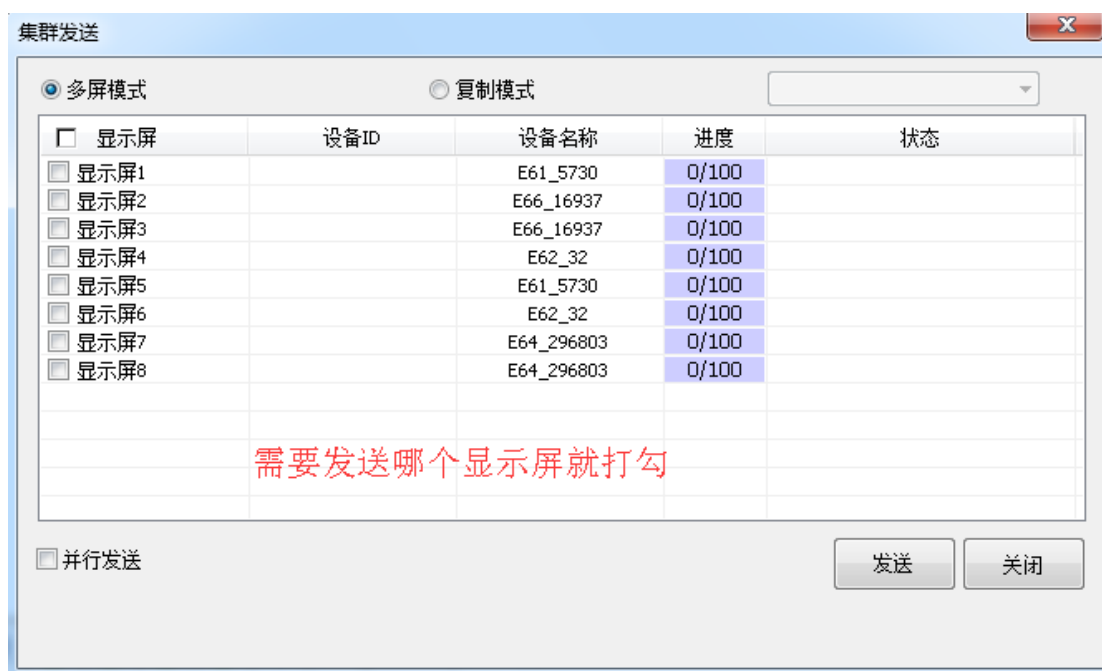 集群发送
多屏模式 复制模式
显示屏 设备ID 设备名称 进度 状态
显示屏1 E61_5730 0/100
显示屏2 E66_16937 0/100
显示屏3 E66_16937 0/100
显示屏4 E62_32 0/100
显示屏5 E61_5730 0/100
显示屏6 E62_32 0/100
显示屏7 E64_296803 0/100
显示屏8 E64_296803 0/100
需要发送哪个显示屏就打勾
并行发送 发送 关闭